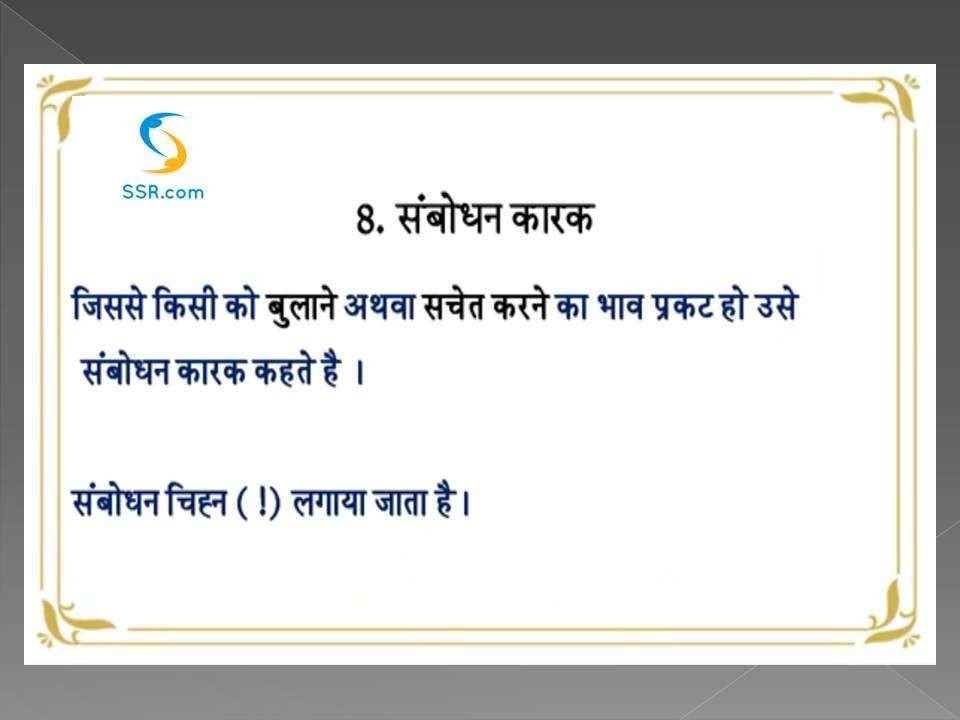 SSR.com
8. संबोधन कारक
जिससे किसी को बुलाने अथवा सचेत करने का भाव प्रकट हो उसे
संबोधन कारक कहते है ।
संबोधन चिह्न ( !) लगाया जाता है।